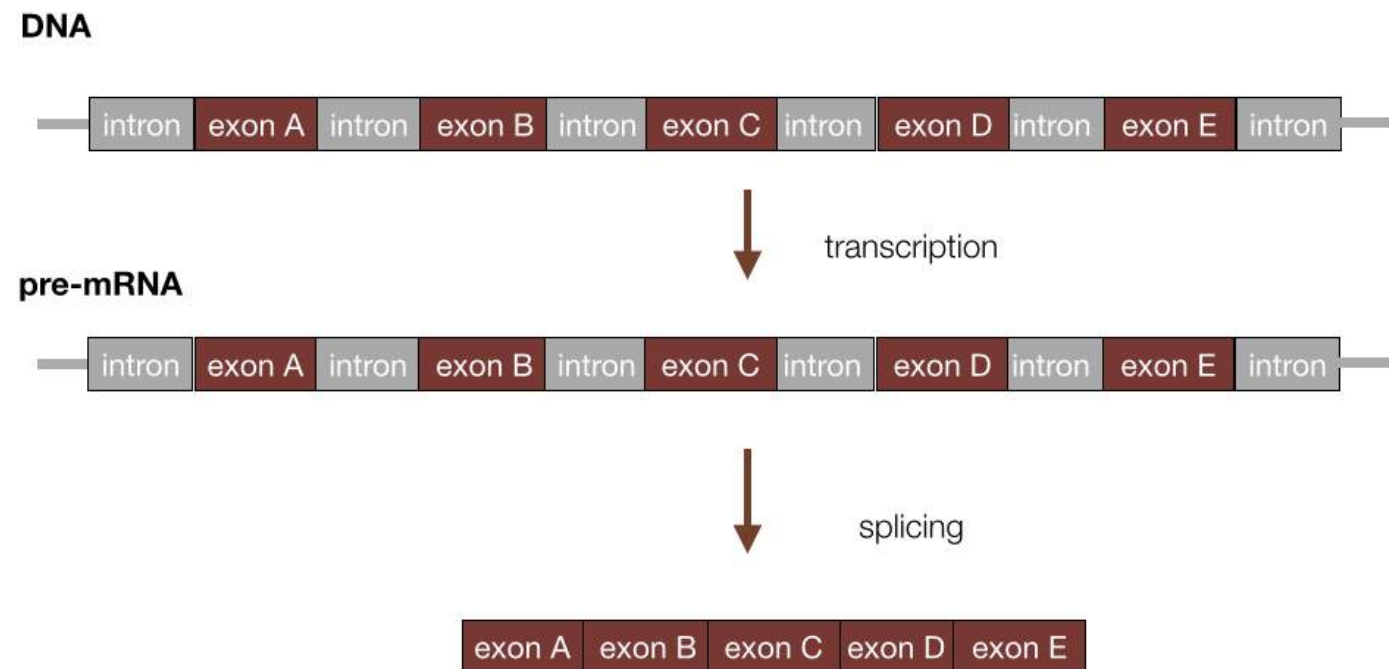 DNA
intron exon A intron exon B intron exon C intron exon D intron exon E intron
transcription
pre-mRNA
intron exon A intron exon B intron exon C intron exon D intron exon E intron
splicing
exon A exon B exon C exon D exon E